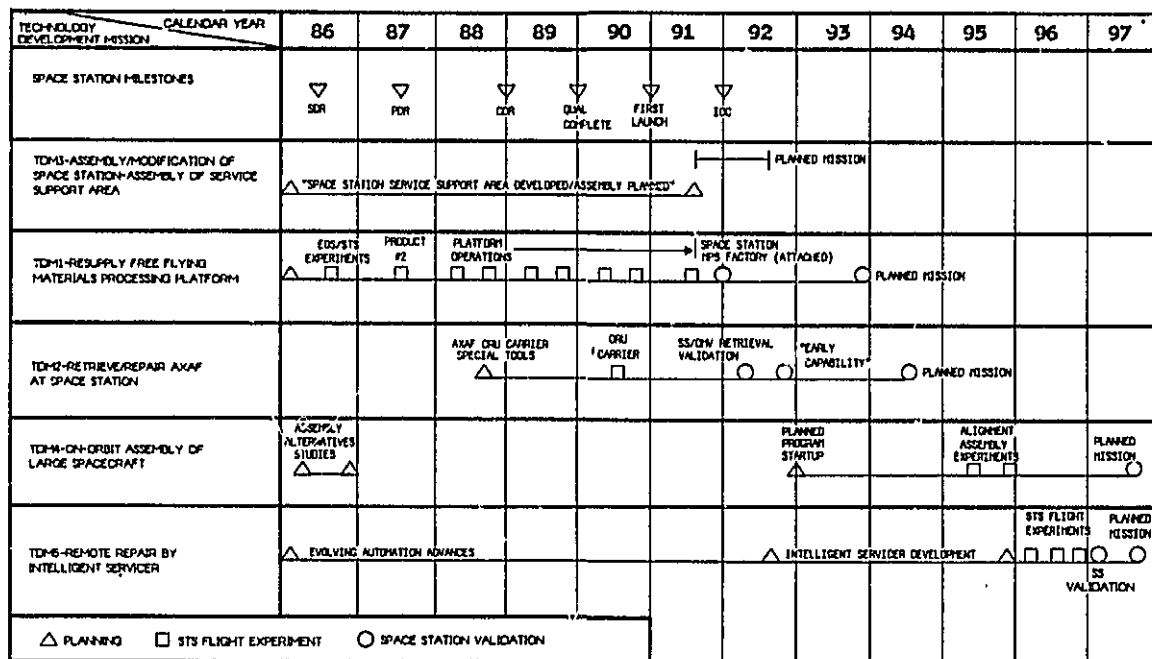 CALENDAR YEAR
TECHNOLOGY
DEVELOPMENT MISSION
86 87 88 89 90 91 92 93 94 95 96 97
SPACE STATION MILESTONES
SDR PDR CDR QUAL COMPLETE FIRST LAUNCH IOC
TDM3-ASSEMBLY/MODIFICATION OF
SPACE STATION-ASSEMBLY OF SERVICE
SUPPORT AREA
PLANNED MISSION
"SPACE STATION SERVICE SUPPORT AREA DEVELOPED/ASSEMBLY PLANNED"
TDM1-RESUPPLY FREE FLYING
MATERIALS PROCESSING PLATFORM
EOS/STS
EXPERIMENTS
PRODUCT
#2
PLATFORM
OPERATIONS
SPACE STATION
MPS FACTORY (ATTACHED)
PLANNED MISSION
TDM2-RETRIEVE/REPAIR AXAF
AT SPACE STATION
AXAF ORU CARRIER
SPECIAL TOOLS
ORU
CARRIER
SS/OMV RETRIEVAL
VALIDATION
"EARLY
CAPABILITY"
PLANNED MISSION
TDM4-ON-ORBIT ASSEMBLY OF
LARGE SPACECRAFT
ASSEMBLY
ALTERNATIVES
STUDIES
PLANNED
PROGRAM
STARTUP
ALIGNMENT
ASSEMBLY
EXPERIMENTS
PLANNED
MISSION
TDM5-REMOTE REPAIR BY
INTELLIGENT SERVICER
EVOLVING AUTOMATION ADVANCES
INTELLIGENT SERVICER DEVELOPMENT
STS FLIGHT
EXPERIMENTS
PLANNED
MISSION
SS
VALIDATION
PLANNING STS FLIGHT EXPERIMENT SPACE STATION VALIDATION